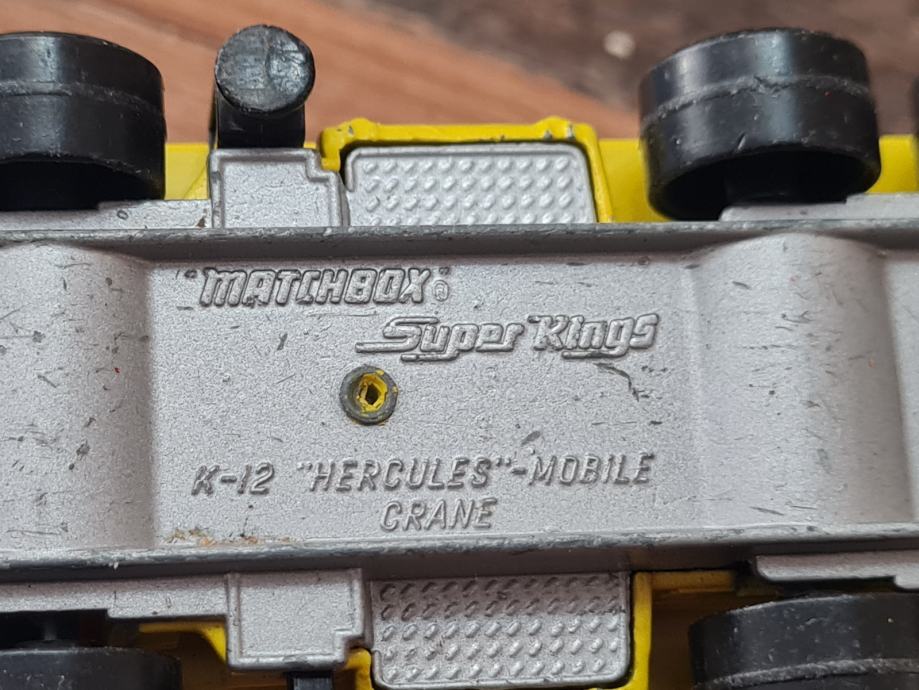 "MATCHBOX"®
Super Kings
K-12 "HERCULES"-MOBILE
CRANE